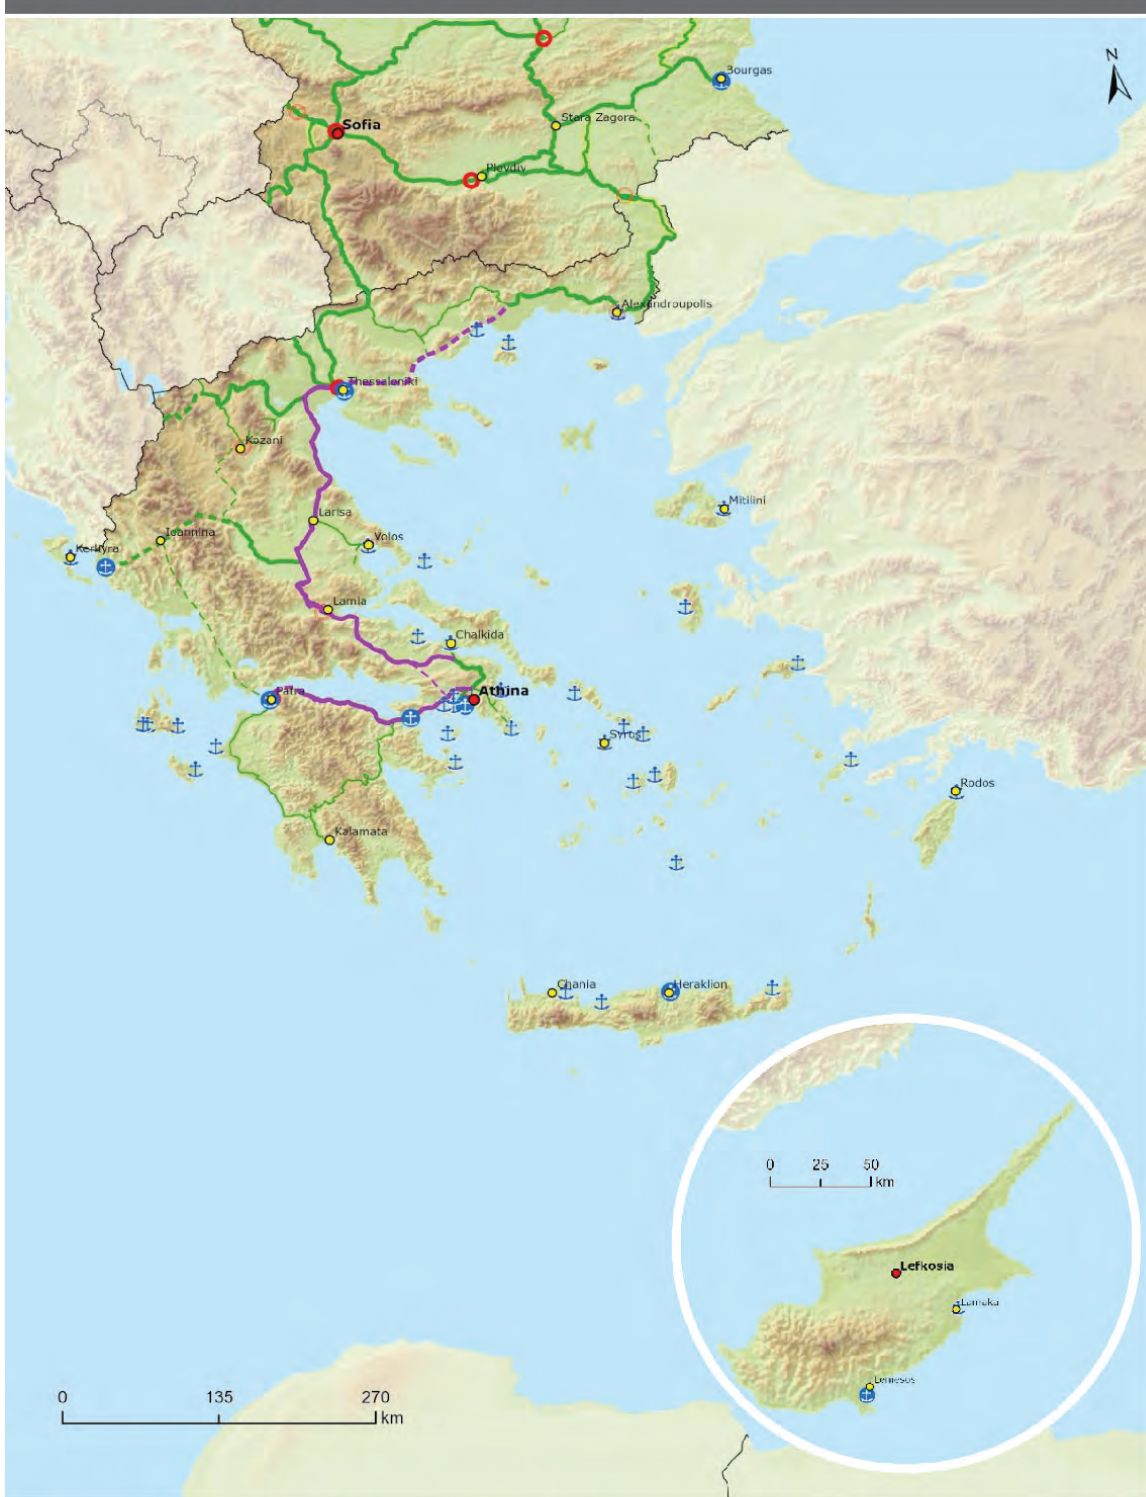 N
Bourgas
Sofia
Stara Zagora
Plovdiv
Alexandroupolis
Thessaloniki
Kozani
Mitilini
Larisa
Ioannina
Volos
Kerkyra
Lamia
Chalkida
Patra
Athina
Syros
Rodos
Kalamata
Chania
Heraklion
0 25 50
km
Lefkosia
Larnaka
Lemesos
0 135 270
km